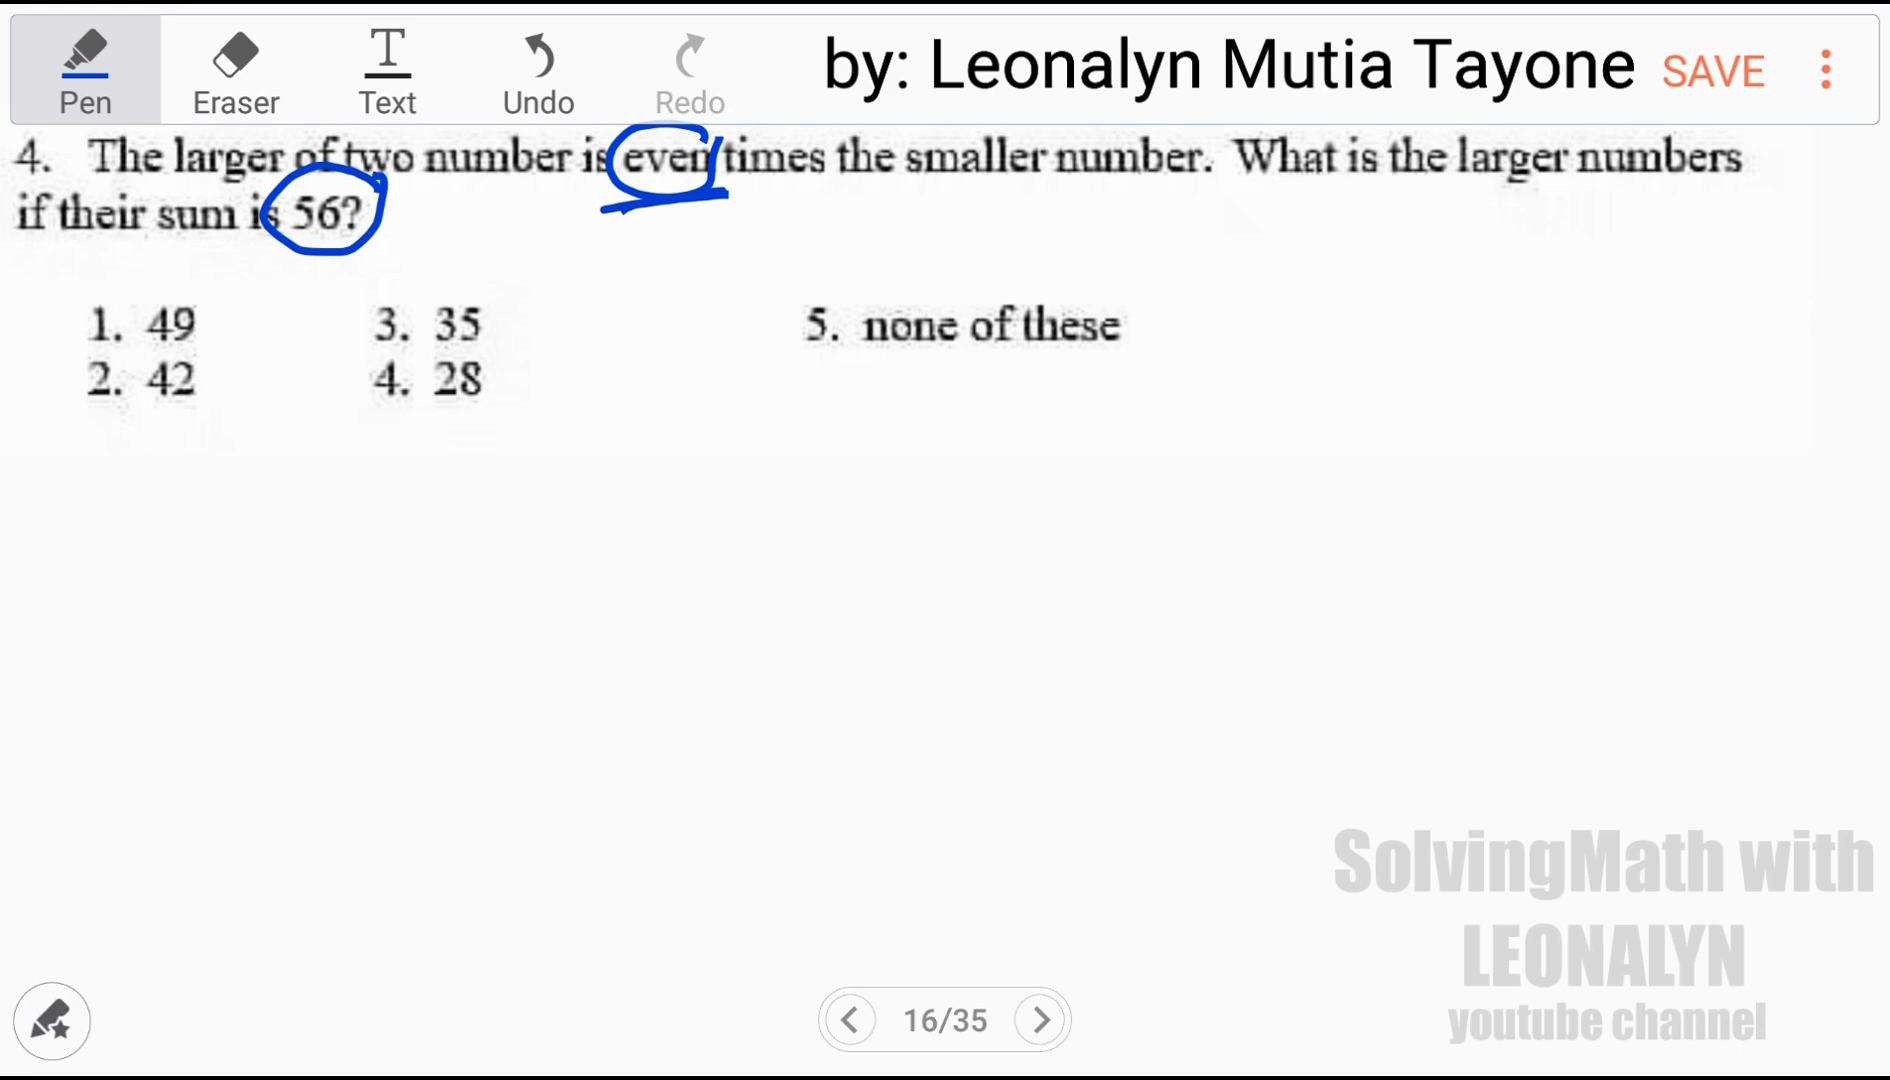 Pen
Eraser
Text
Undo
Redo
by: Leonalyn Mutia Tayone
SAVE
4. The larger of two number is even times the smaller number. What is the larger numbers
if their sum is 56?
1. 49 3. 35 5. none of these
2. 42 4. 28
SolvingMath with
LEONALYN
youtube channel
16/35